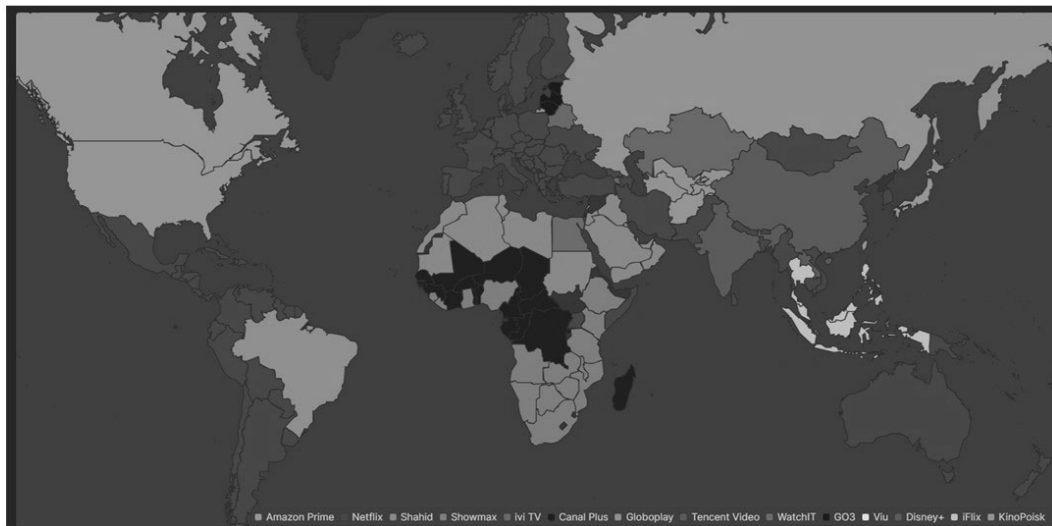 Amazon Prime Netflix Shahid Showmax ivi TV Canal Plus Globoplay Tencent Video WatchIT GO3 Viu Disney+ iFlix KinoPoisk